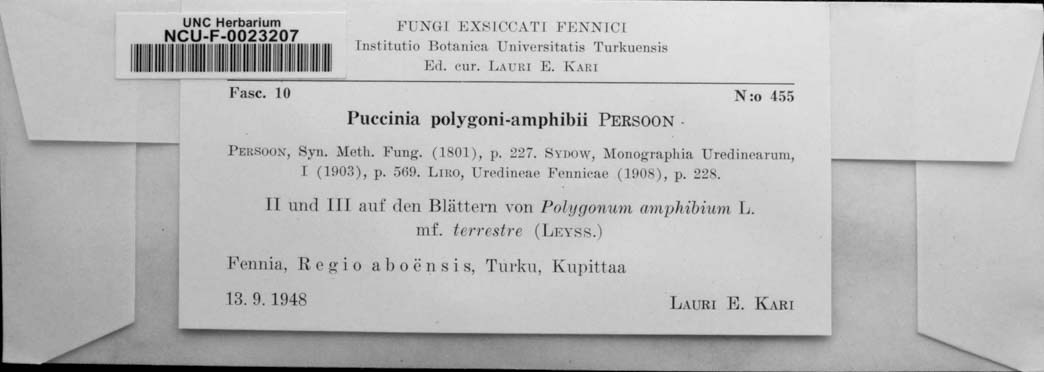 UNC Herbarium
NCU-F-0023207
FUNGI EXSICCATI FENNICI
Institutio Botanica Universitatis Turkuensis
Ed. cur. LAURI E. KARI
Fasc. 10 N:o 455
Puccinia polygoni-amphibii PERSOON
PERSOON, Syn. Meth. Fung. (1801), p. 227. SYDOW, Monographia Uredinearum,
I (1903), p. 569. LIRO, Uredineae Fennicae (1908), p. 228.
II und III auf den Blättern von Polygonum amphibium L.
mf. terrestre (LEYSS.)
Fennia, Regio aboënsis, Turku, Kupittaa
13. 9. 1948 LAURI E. KARI